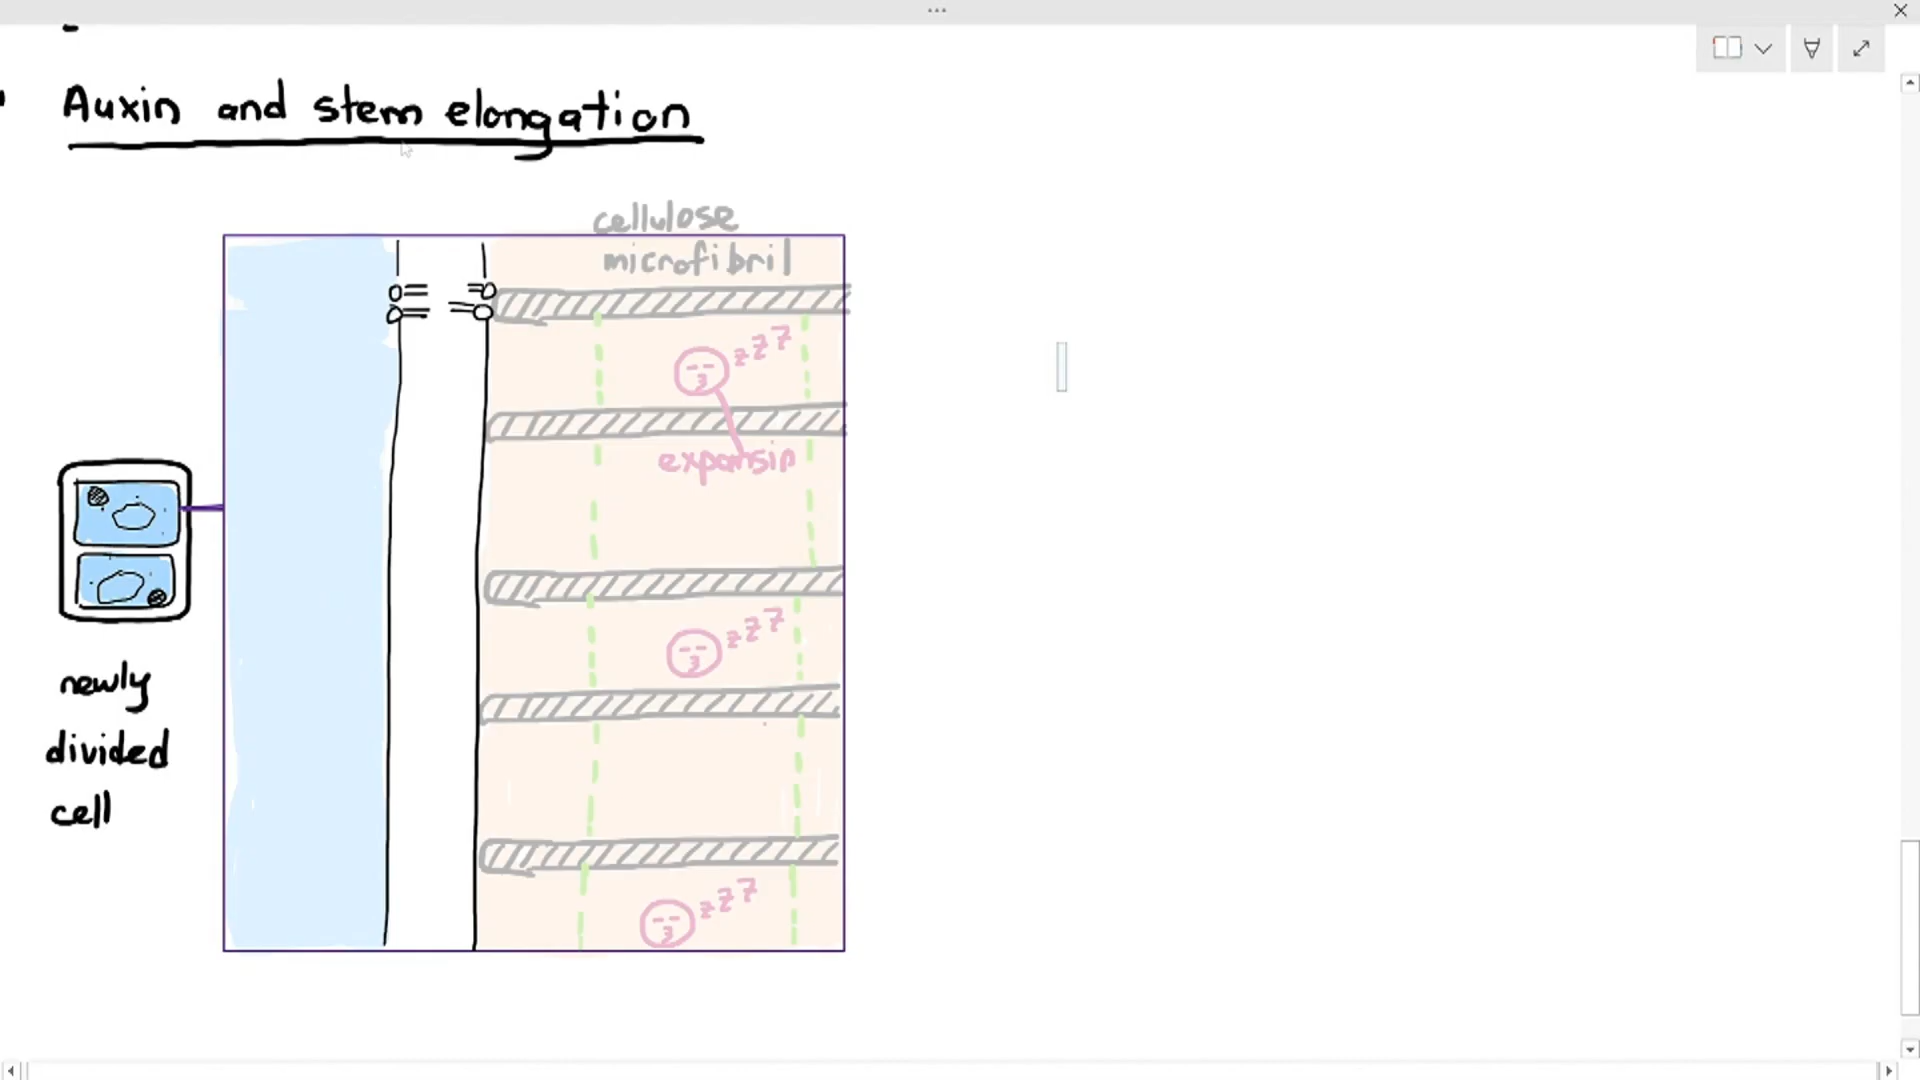 Auxin and stem elongation
cellulose
microfibril
zzz
expansin
zzz
zzz
newly
divided
cell